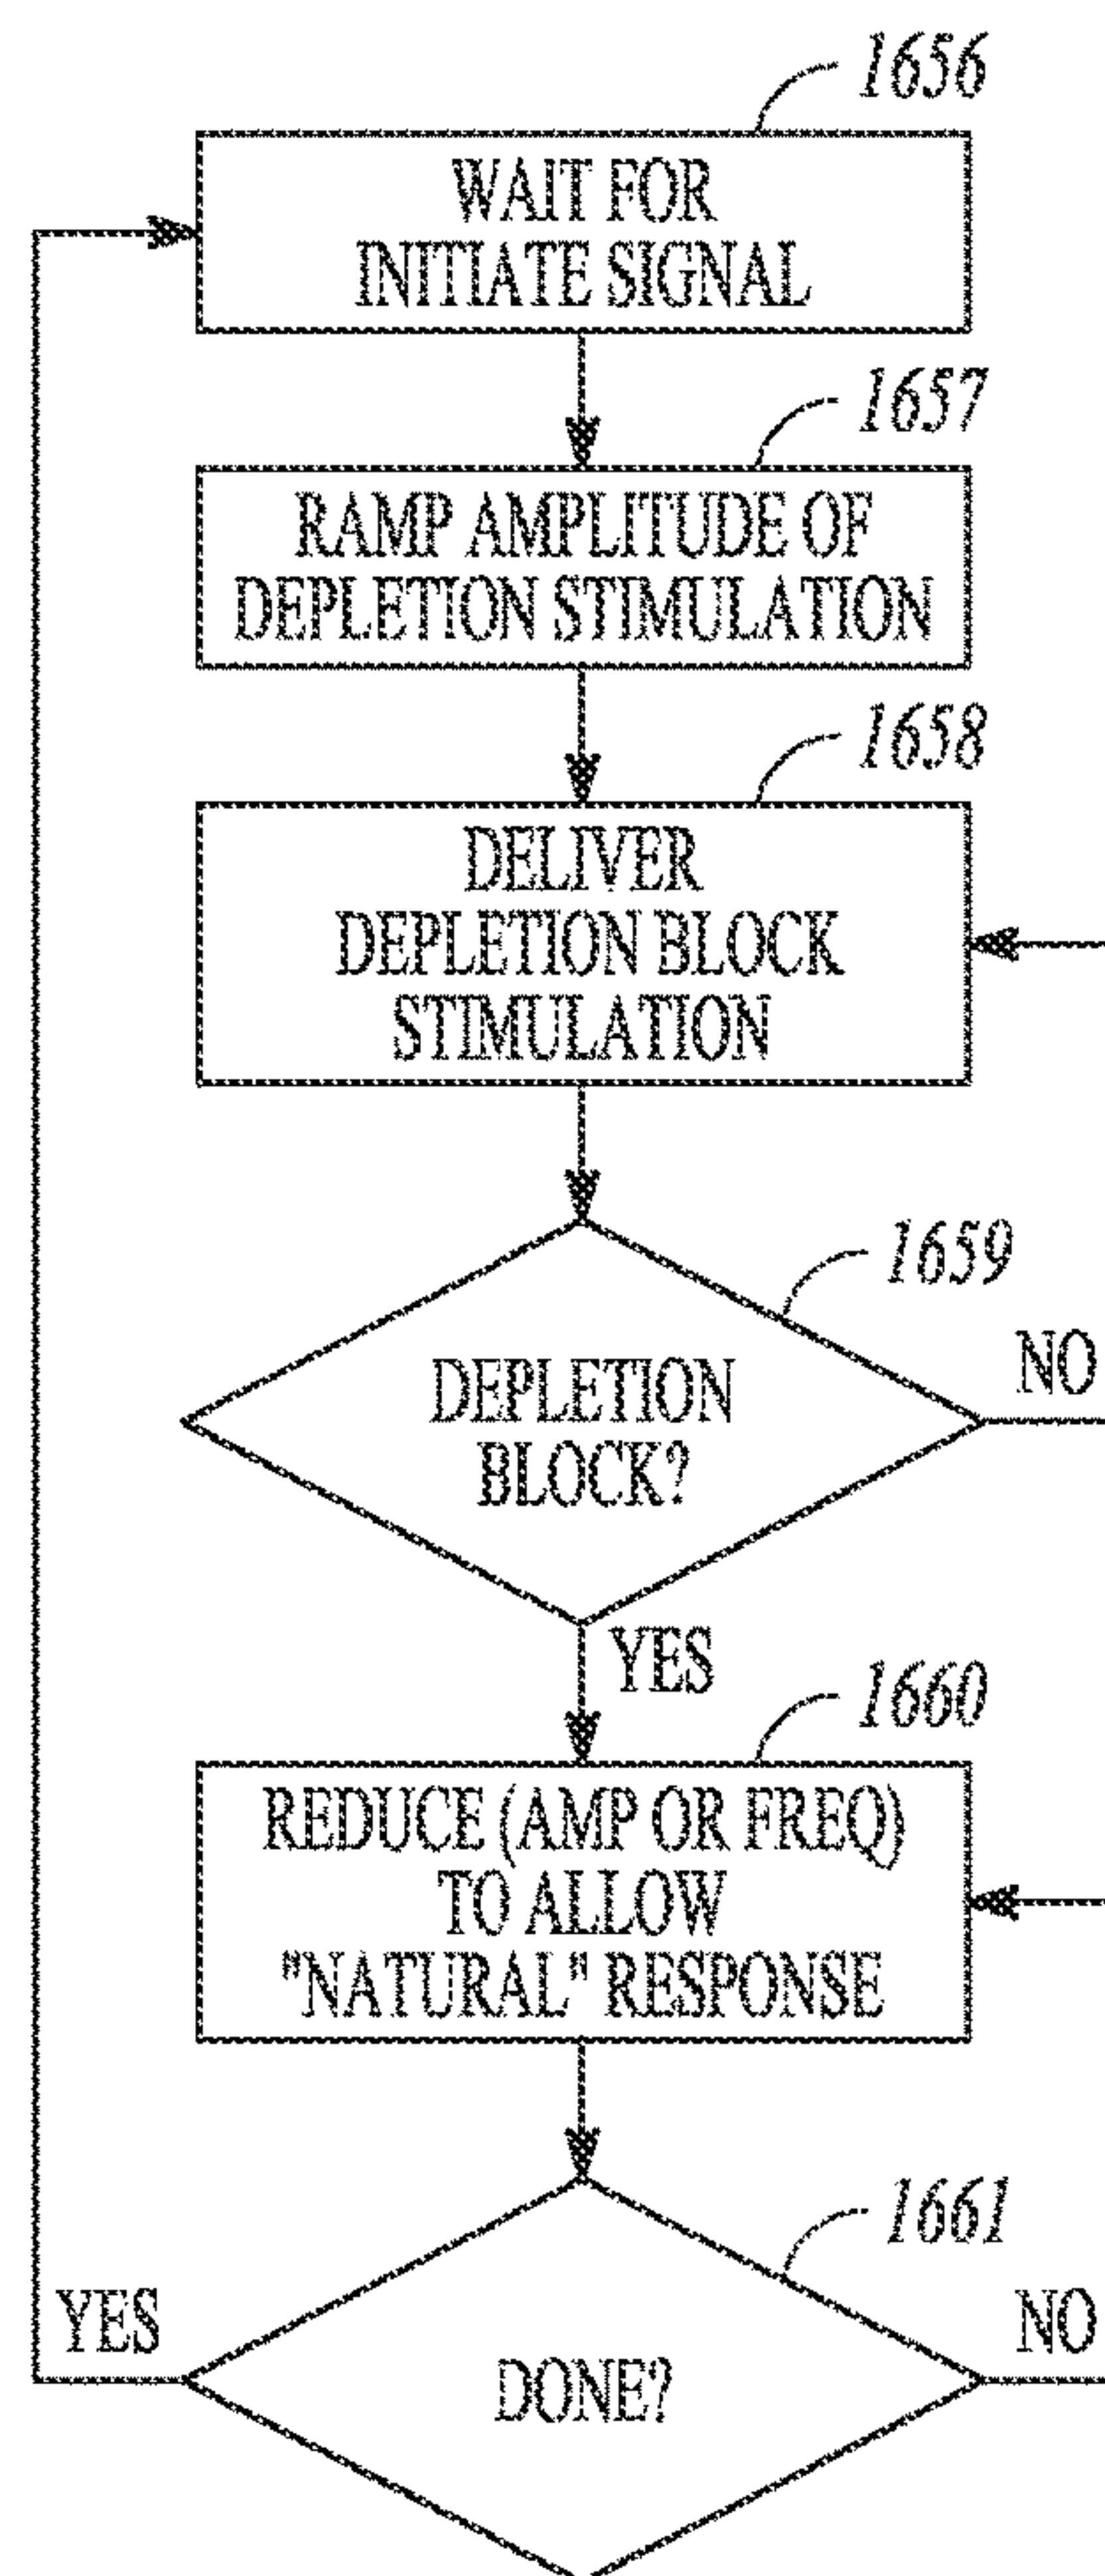 1656
WAIT FOR
INITIATE SIGNAL
1657
RAMP AMPLITUDE OF
DEPLETION STIMULATION
1658
DELIVER
DEPLETION BLOCK
STIMULATION
1659
DEPLETION
BLOCK?
NO
YES
1660
REDUCE (AMP OR FREQ)
TO ALLOW
"NATURAL" RESPONSE
1661
YES
NO
DONE?